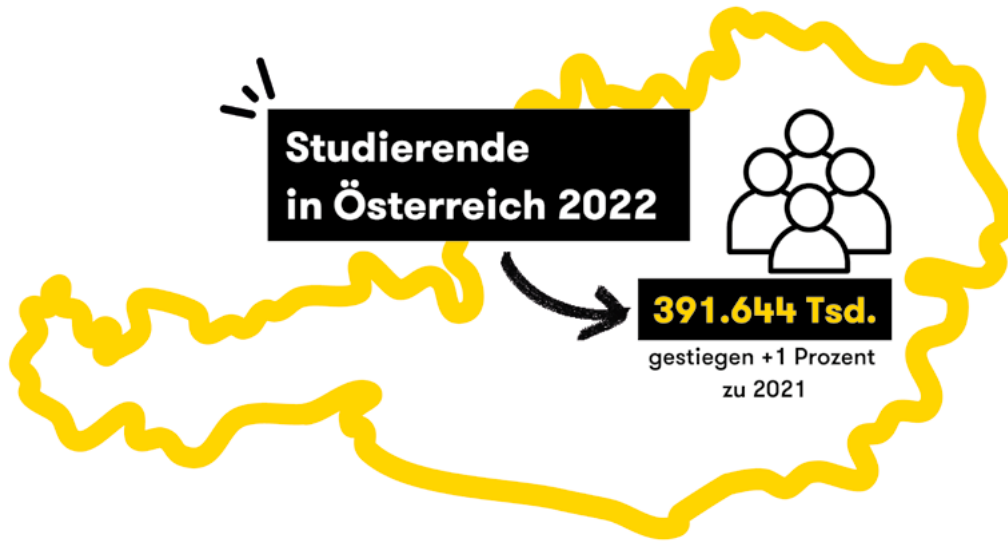 Studierende
in Österreich 2022
391.644 Tsd.
gestiegen +1 Prozent
zu 2021